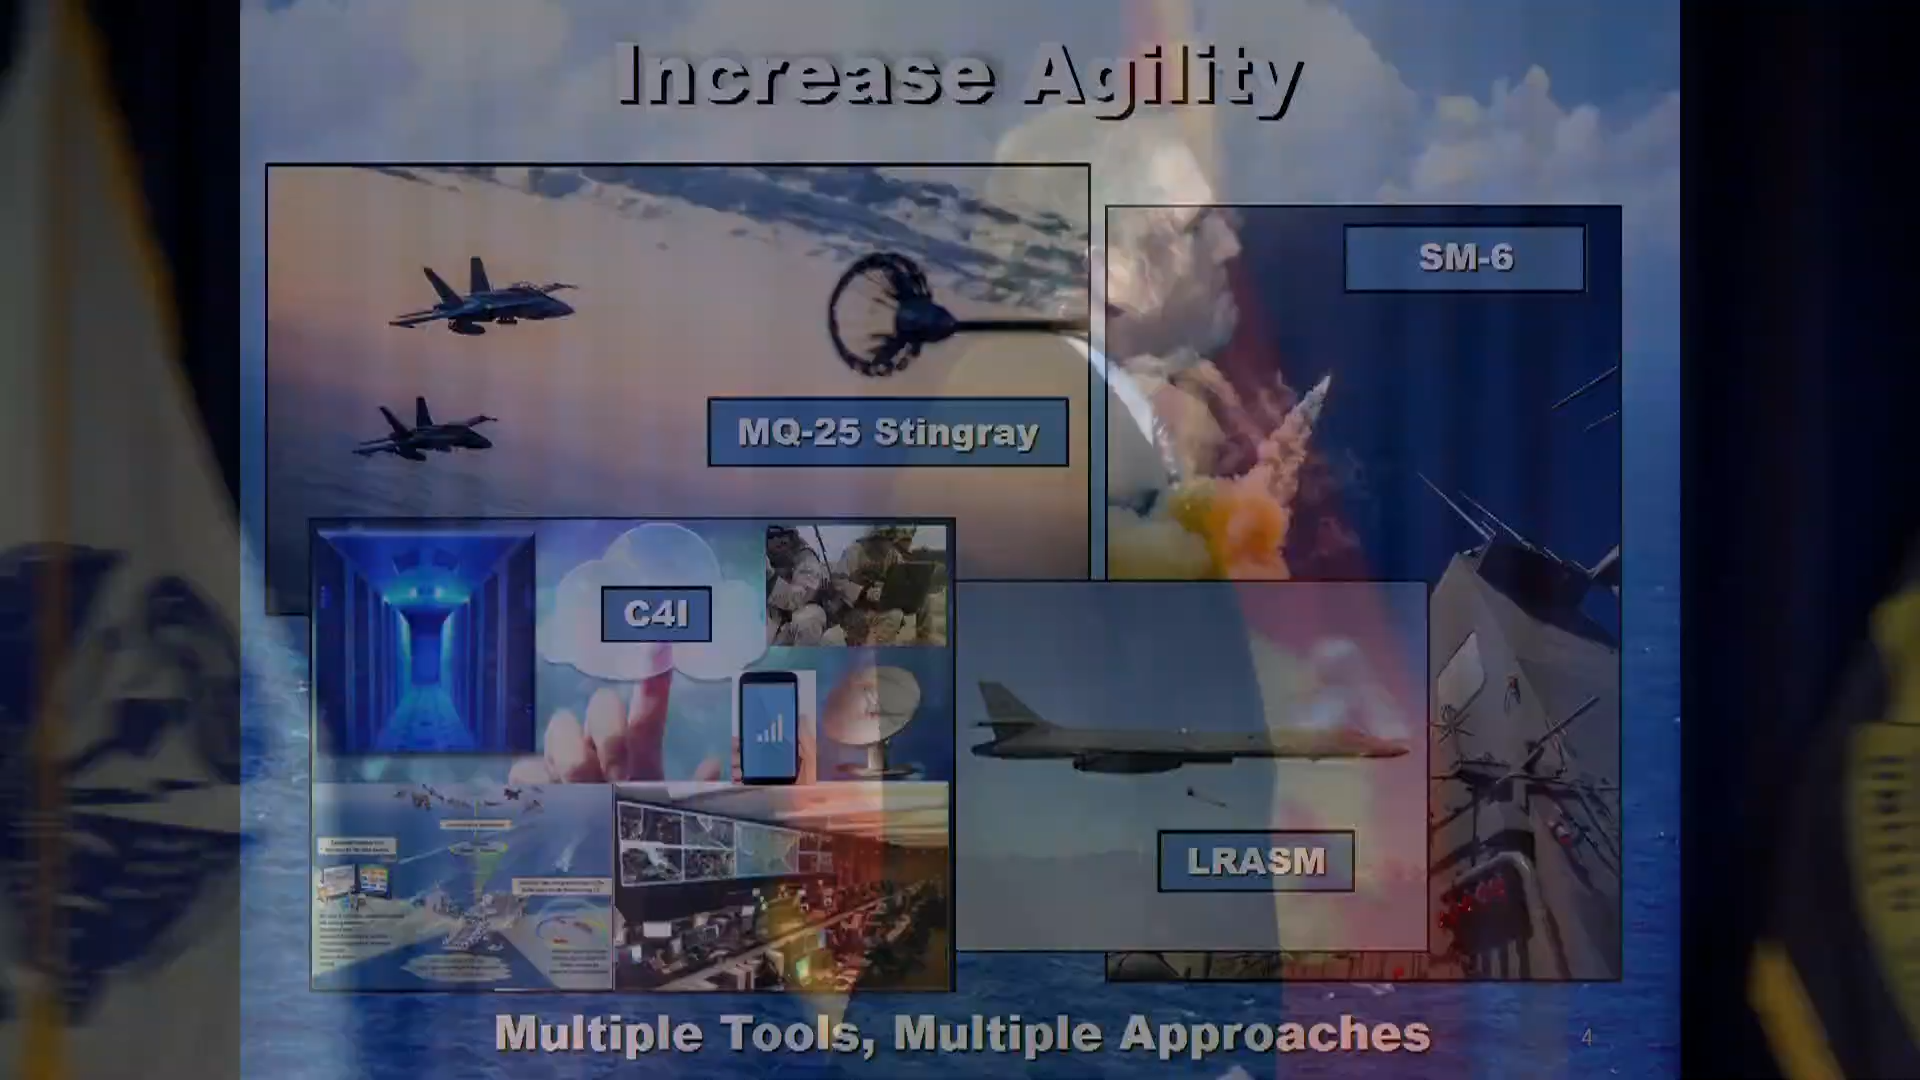 Increase Agility
SM-6
MQ-25 Stingray
C4I
LRASM
Multiple Tools, Multiple Approaches
4